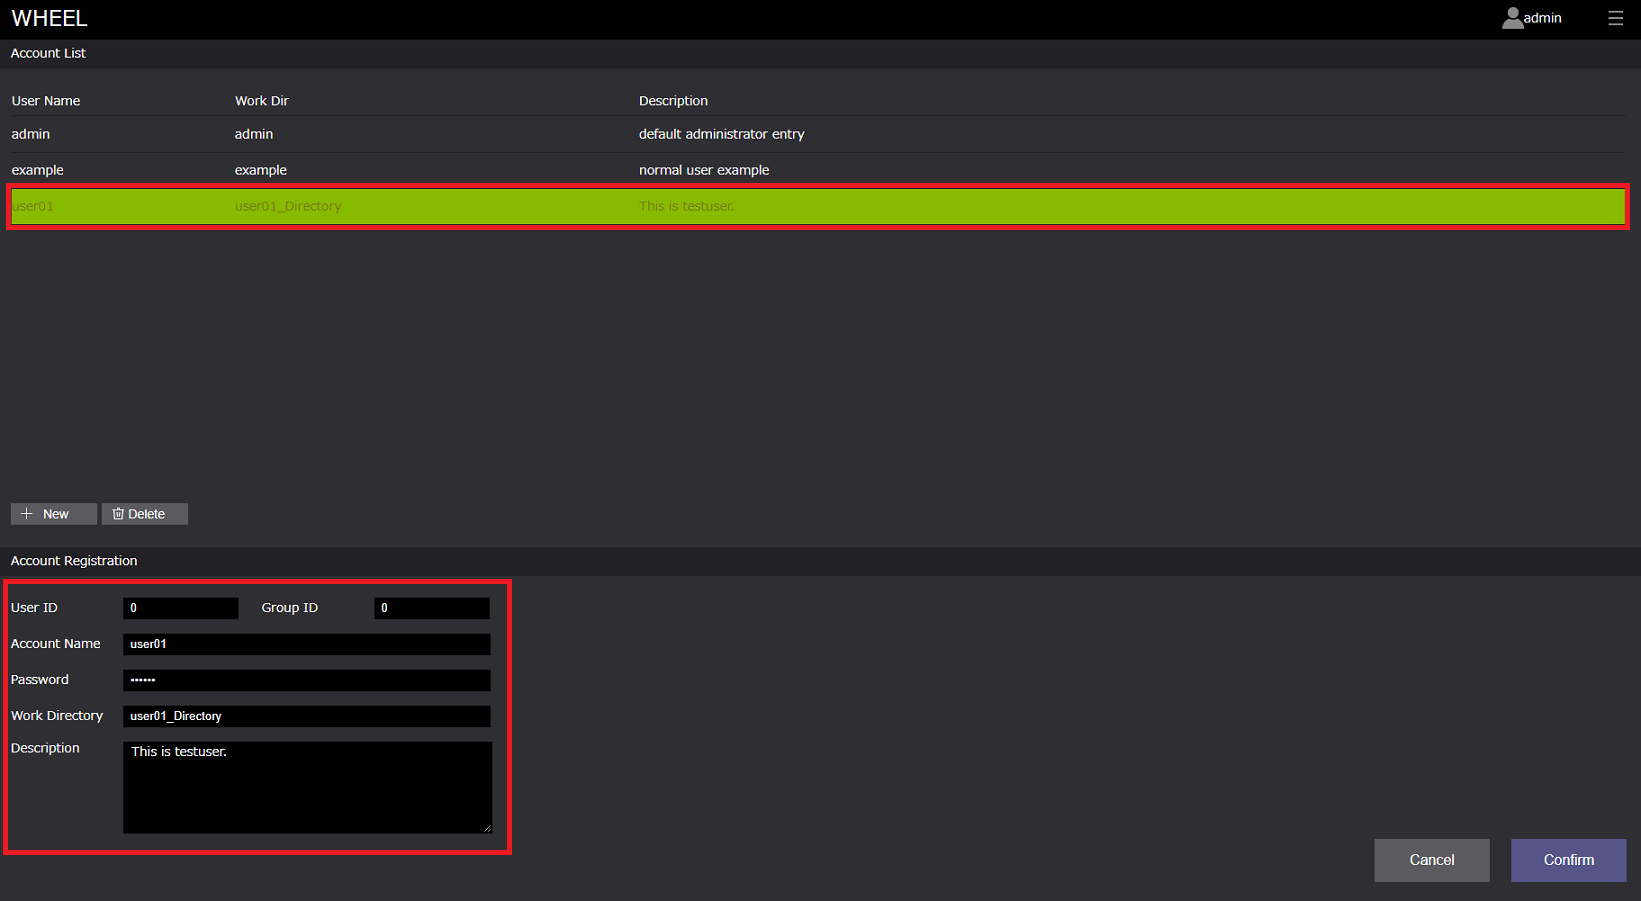 WHEEL
admin
Account List
User Name Work Dir Description
admin admin default administrator entry
example example normal user example
user01 user01_Directory This is testuser.
New Delete
Account Registration
User ID 0 Group ID 0
Account Name user01
Password ••••••
Work Directory user01_Directory
Description This is testuser.
Cancel Confirm